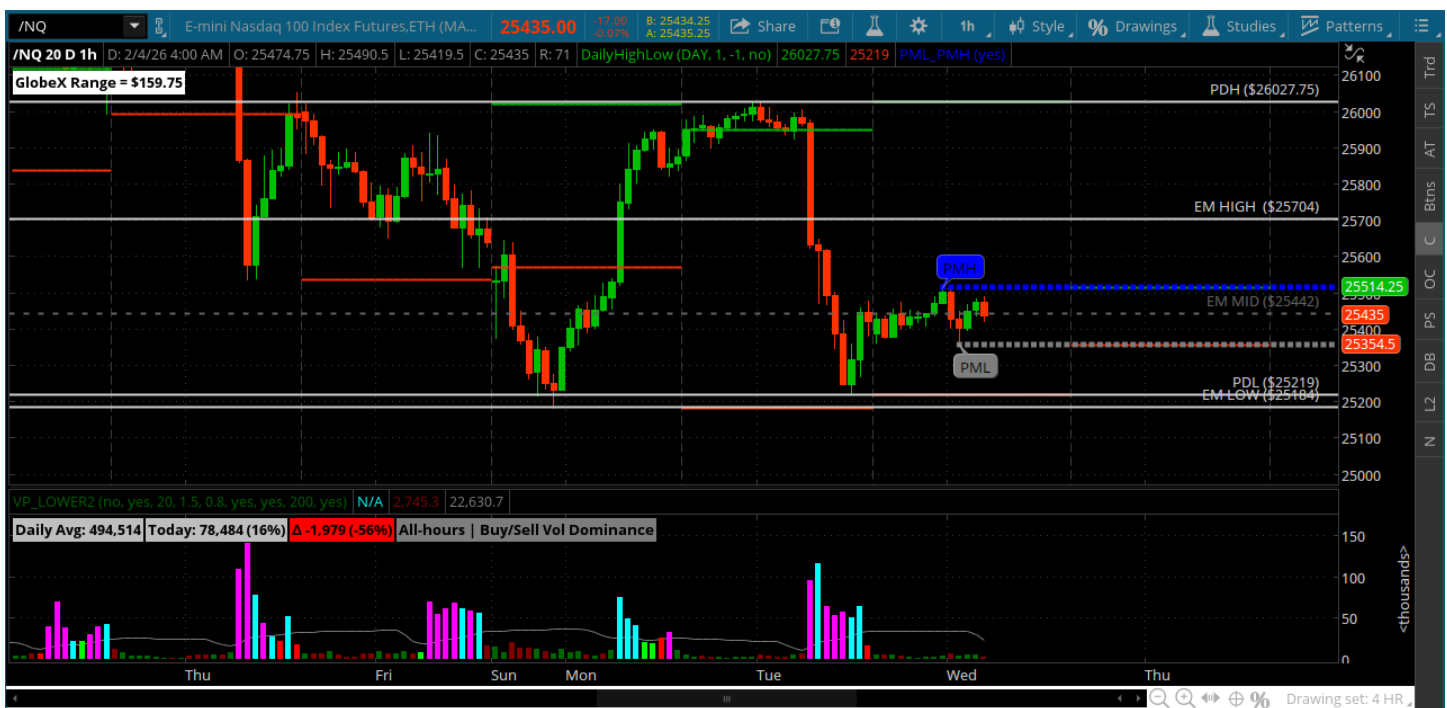 /NQ E-mini Nasdaq 100 Index Futures,ETH (MA... 25435.00 -17.00 B: 25434.25 Share 1h Style Drawings Studies Patterns
-0.07% A: 25435.25
/NQ 20 D 1h D: 2/4/26 4:00 AM O: 25474.75 H: 25490.5 L: 25419.5 C: 25435 R: 71 DailyHighLow (DAY, 1, -1, no) 26027.75 25219 PML_PMH (yes)
GlobeX Range = $159.75
PDH ($26027.75)
EM HIGH ($25704)
PMH
EM MID ($25442)
PML
PDL ($25219)
EM LOW ($25184)
26100
26000
25900
25800
25700
25600
25514.25
25500
25435
25400
25354.5
25300
25200
25100
25000
Trd
TS
AT
Btns
C
OC
PS
DB
L2
N
VP_LOWER2 (no, yes, 20, 1.5, 0.8, yes, yes, 200, yes) N/A 2,745.3 22,630.7
Daily Avg: 494,514 Today: 78,484 (16%) Δ -1,979 (-56%) All-hours | Buy/Sell Vol Dominance
150
100
50
0
<thousands>
Thu Fri Sun Mon Tue Wed Thu
Drawing set: 4 HR